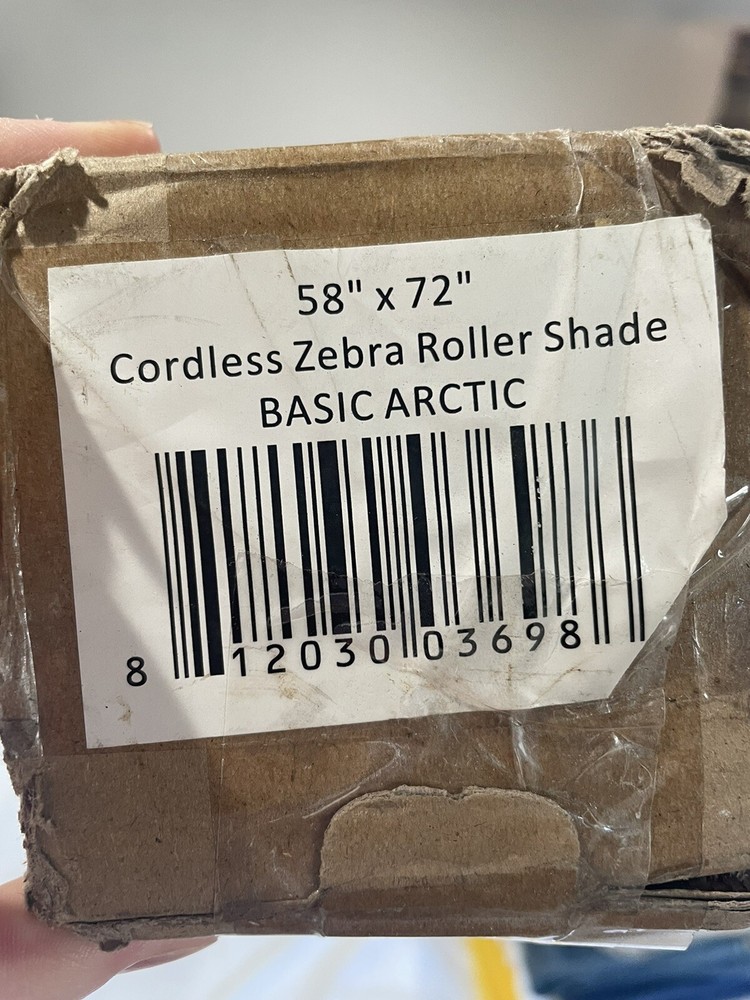 58" x 72"
Cordless Zebra Roller Shade
BASIC ARCTIC
8 12030 03698